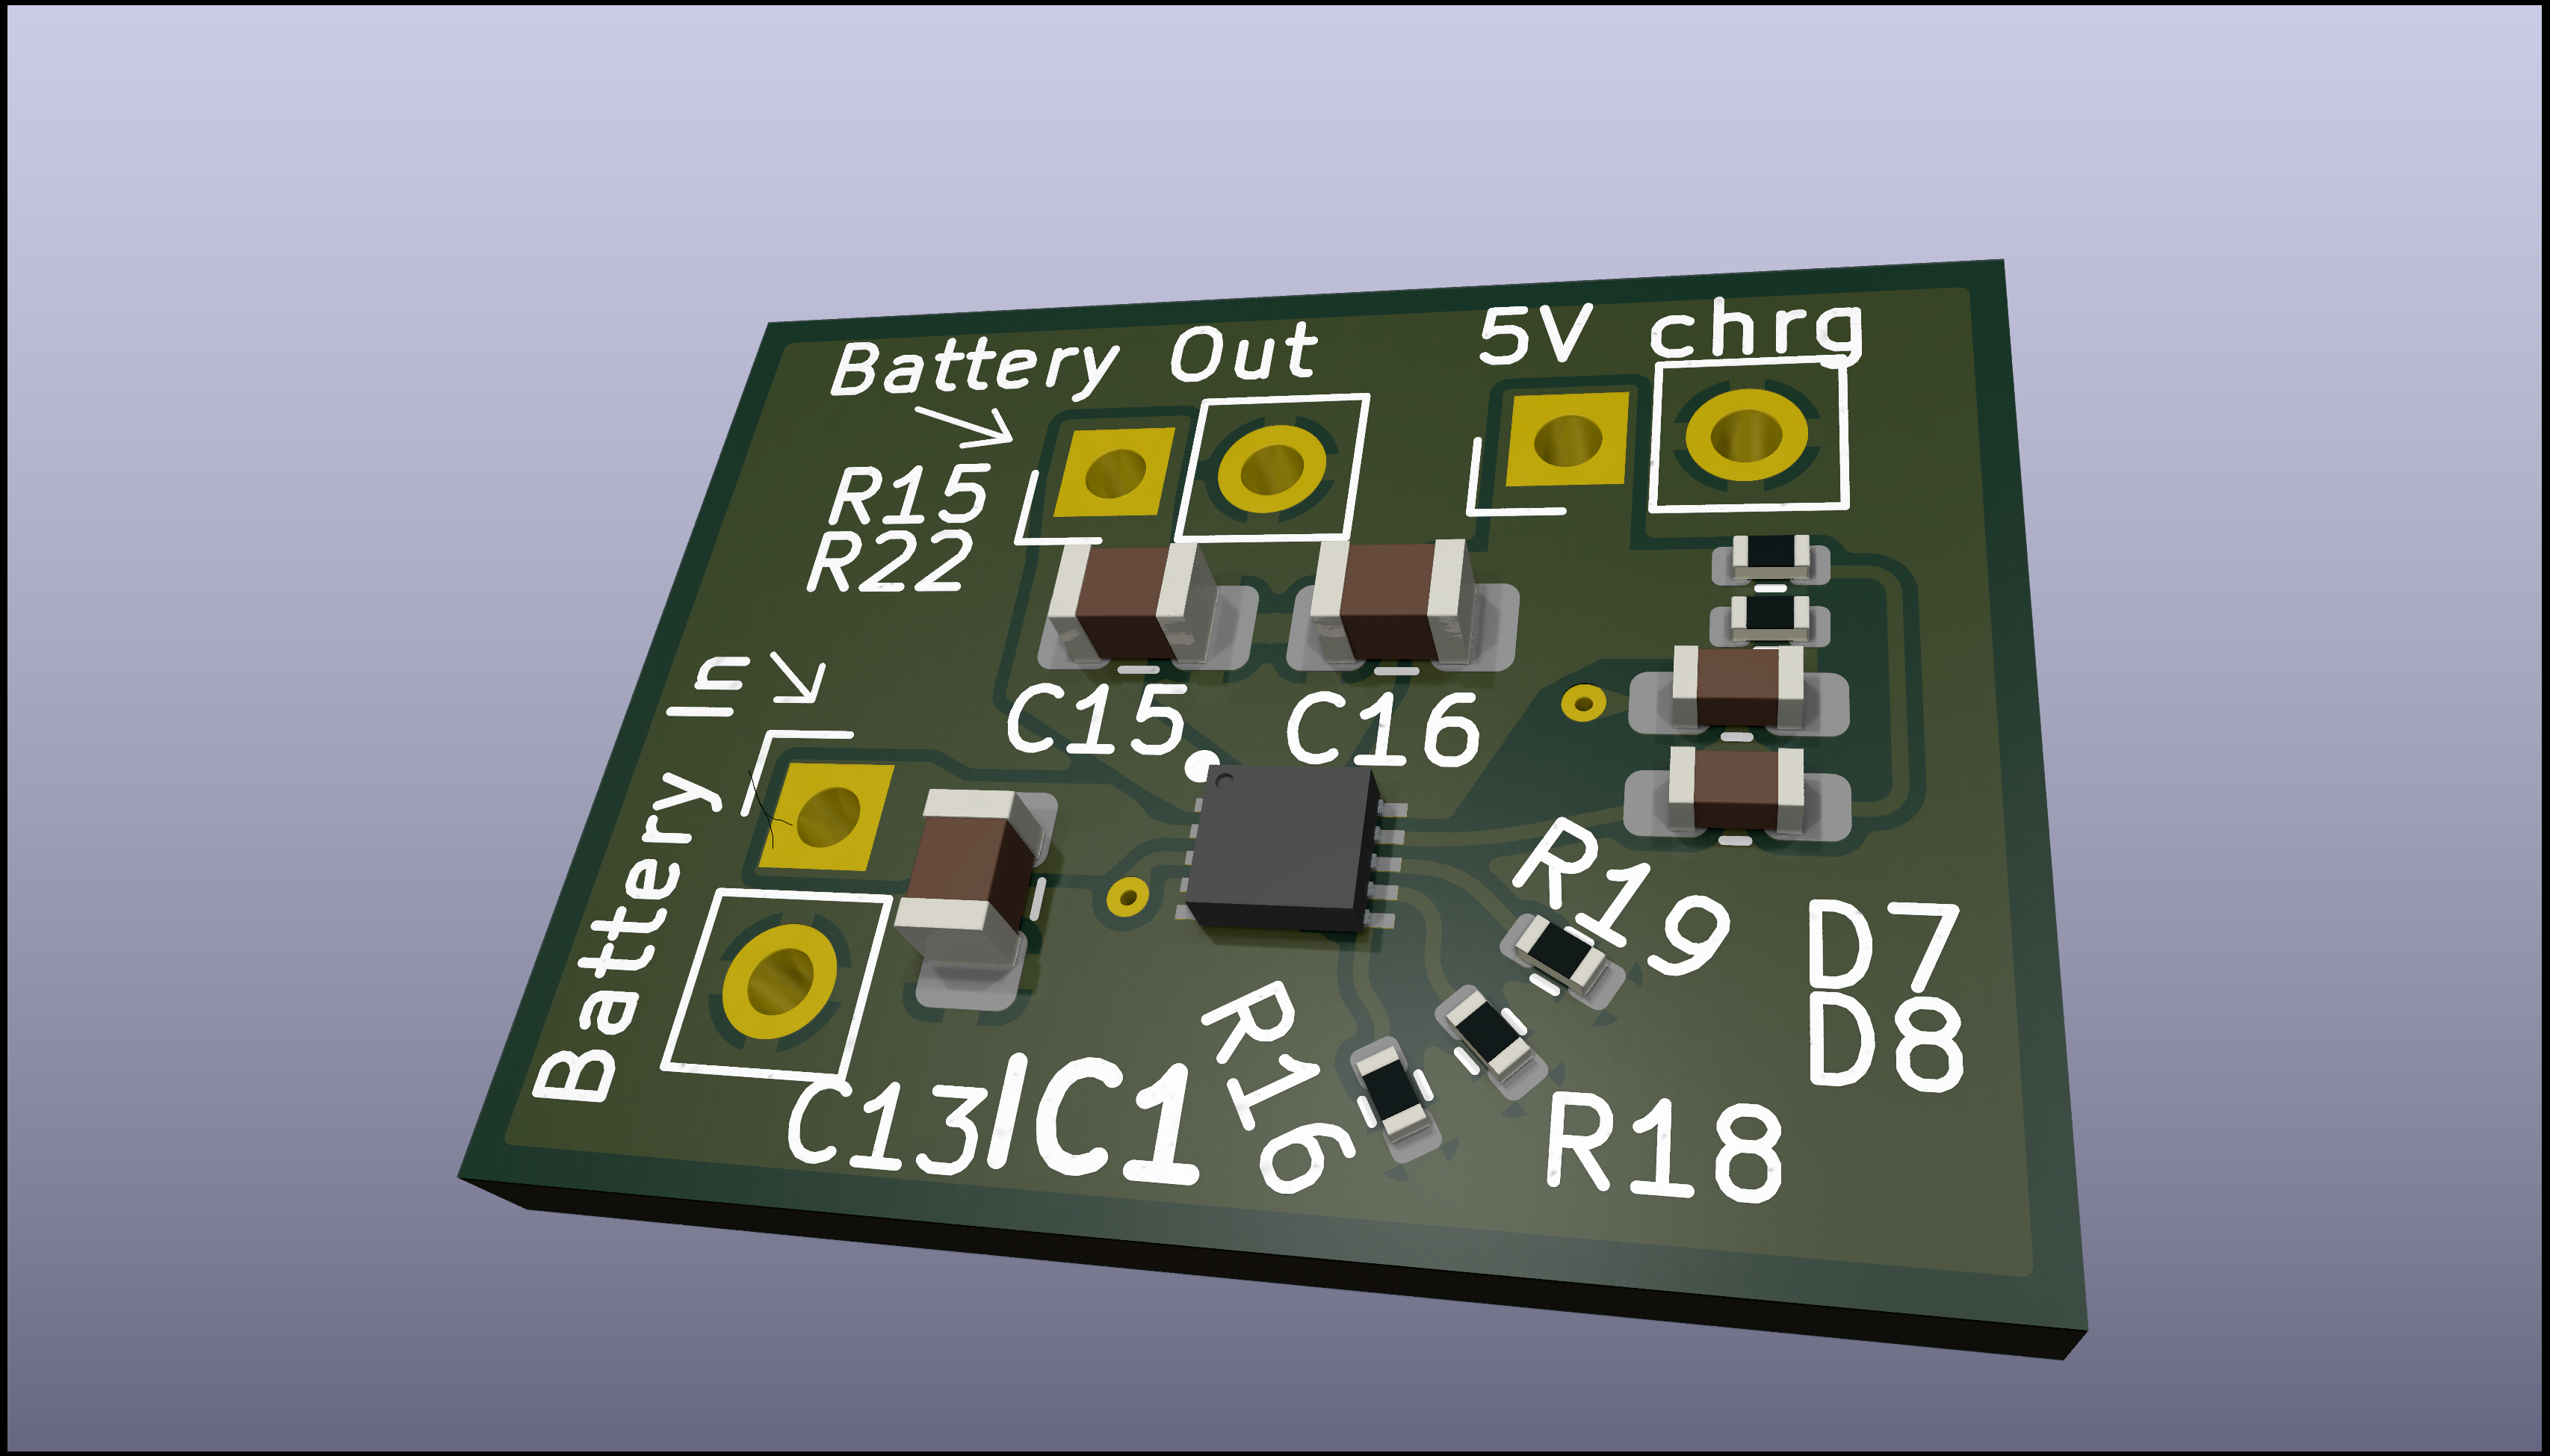 Battery Out
5V chrg
R15
R22
Battery In
C15
C16
R19
D7
D8
C13
IC1
R16
R18